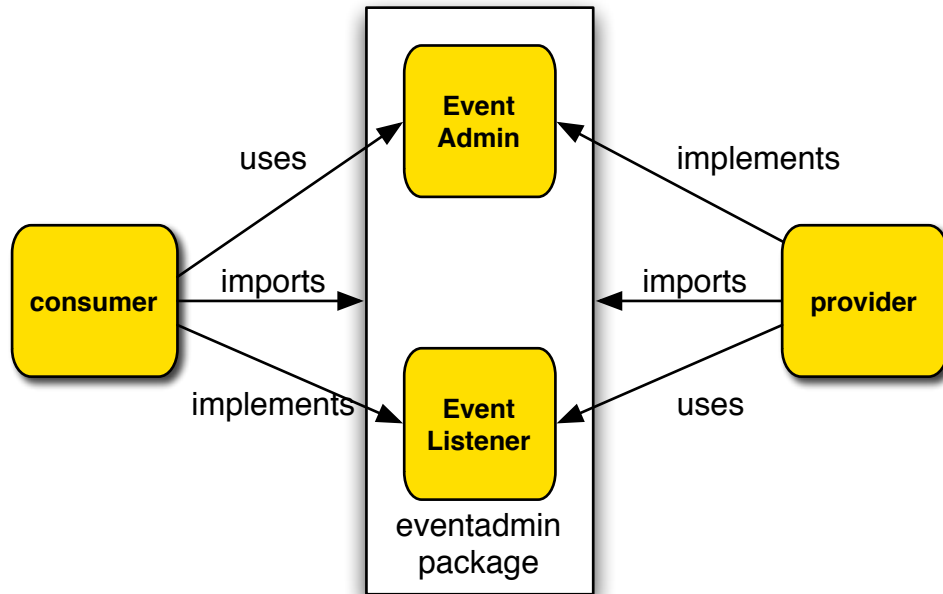 Event
Admin
uses
implements
consumer
imports
imports
provider
implements
Event
Listener
uses
eventadmin
package